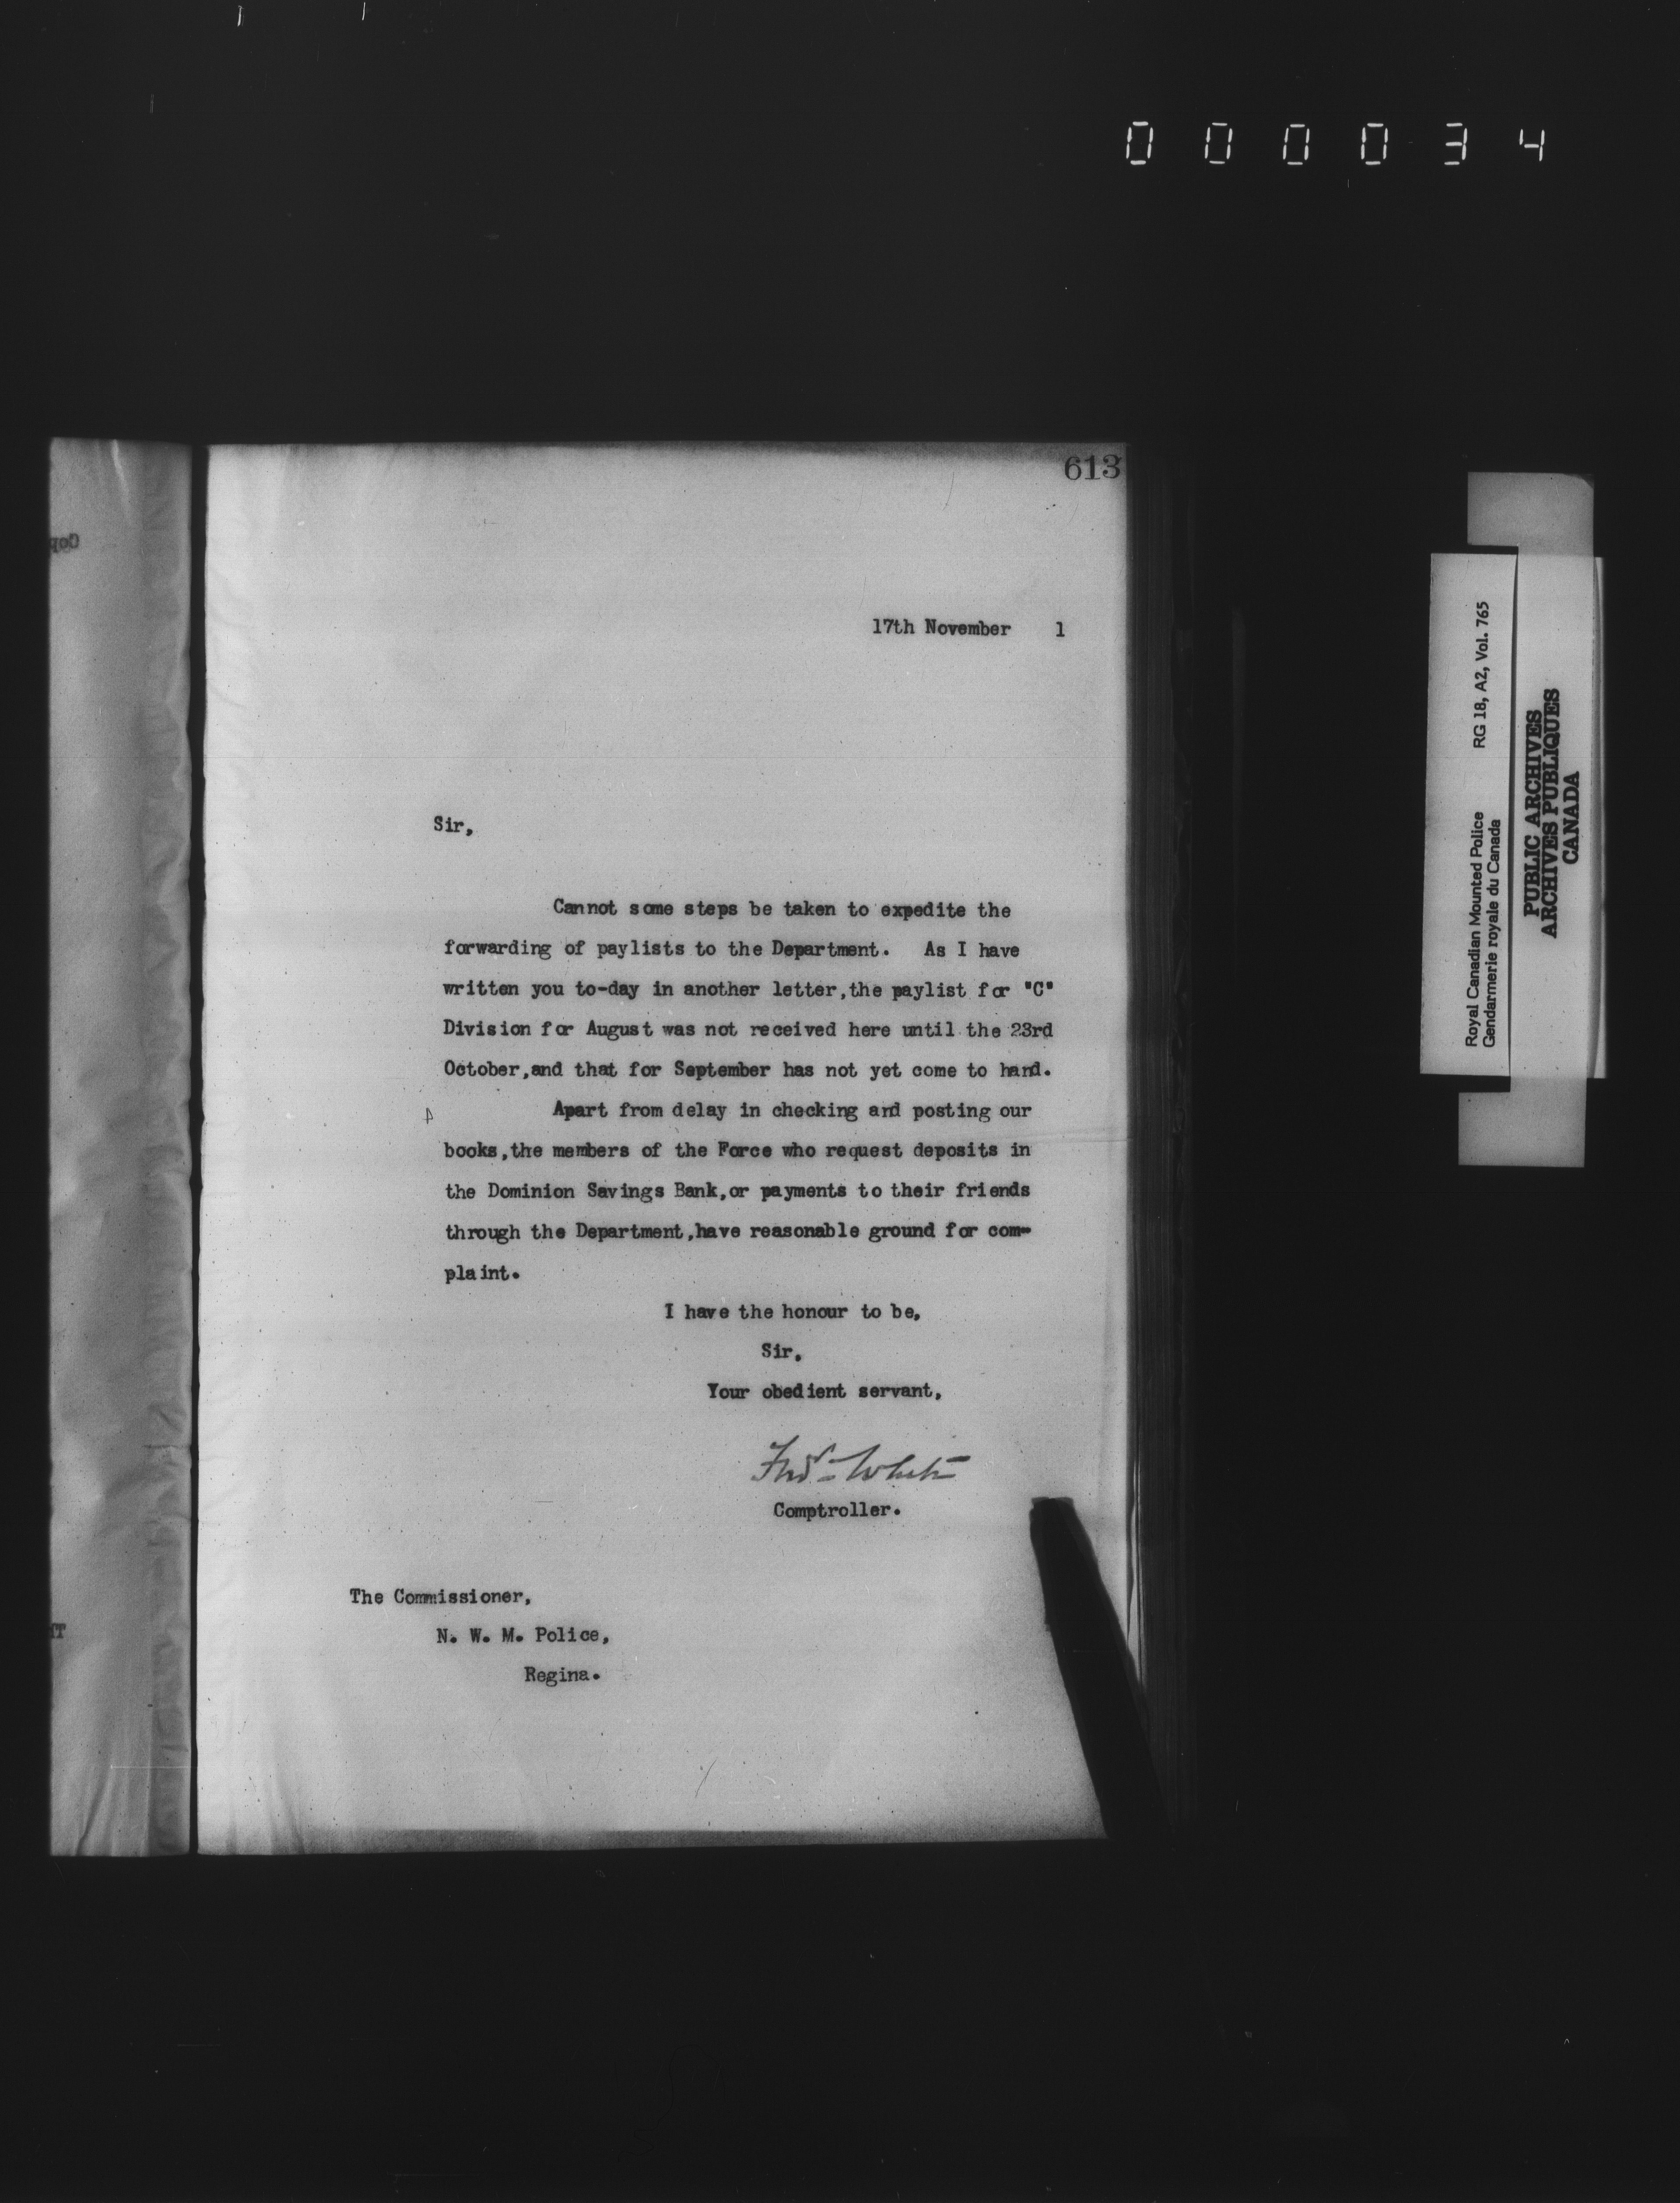 000034
613
17th November 1
Sir,
Cannot some steps be taken to expedite the
forwarding of paylists to the Department. As I have
written you to-day in another letter,the paylist for "C"
Division for August was not received here until the 23rd
October,and that for September has not yet come to hand.
Apart from delay in checking and posting our
books,the members of the Force who request deposits in
the Dominion Savings Bank,or payments to their friends
through the Department,have reasonable ground for com-
plaint.
I have the honour to be,
Sir,
Your obedient servant,
Fred White
Comptroller.
The Commissioner,
N. W. M. Police,
Regina.
Royal Canadian Mounted Police RG 18, A2, Vol. 765
Gendarmerie royale du Canada
PUBLIC ARCHIVES
ARCHIVES PUBLIQUES
CANADA